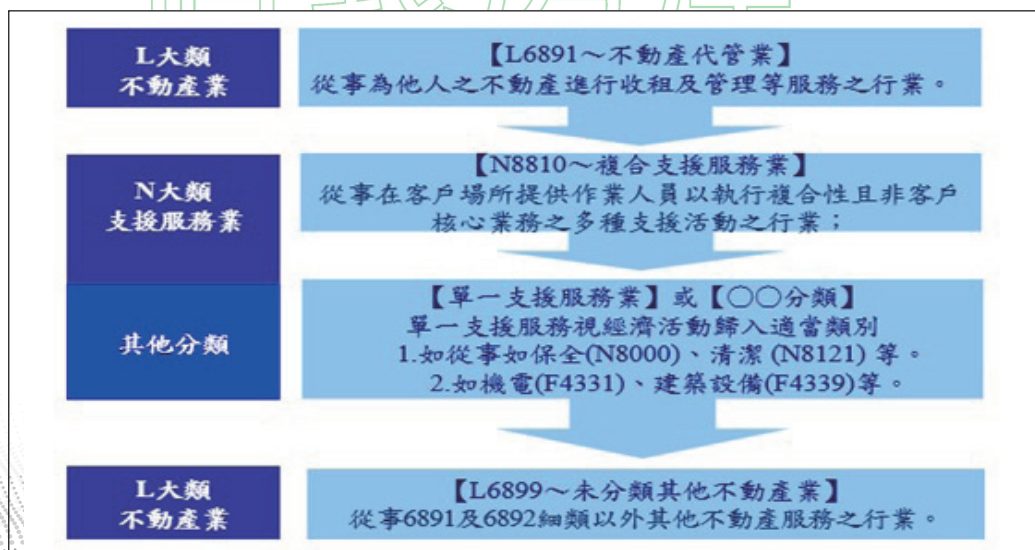 L大類
不動產業
【L6891～不動產代管業】
從事為他人之不動產進行收租及管理等服務之行業。
N大類
支援服務業
【N8810～複合支援服務業】
從事在客戶場所提供作業人員以執行複合性且非客戶
核心業務之多種支援活動之行業；
其他分類
【單一支援服務業】或【○○分類】
單一支援服務視經濟活動歸入適當類別
1.如從事如保全(N8000)、清潔 (N8121) 等。
2.如機電(F4331)、建築設備(F4339)等。
L大類
不動產業
【L6899～未分類其他不動產業】
從事6891及6892細類以外其他不動產服務之行業。